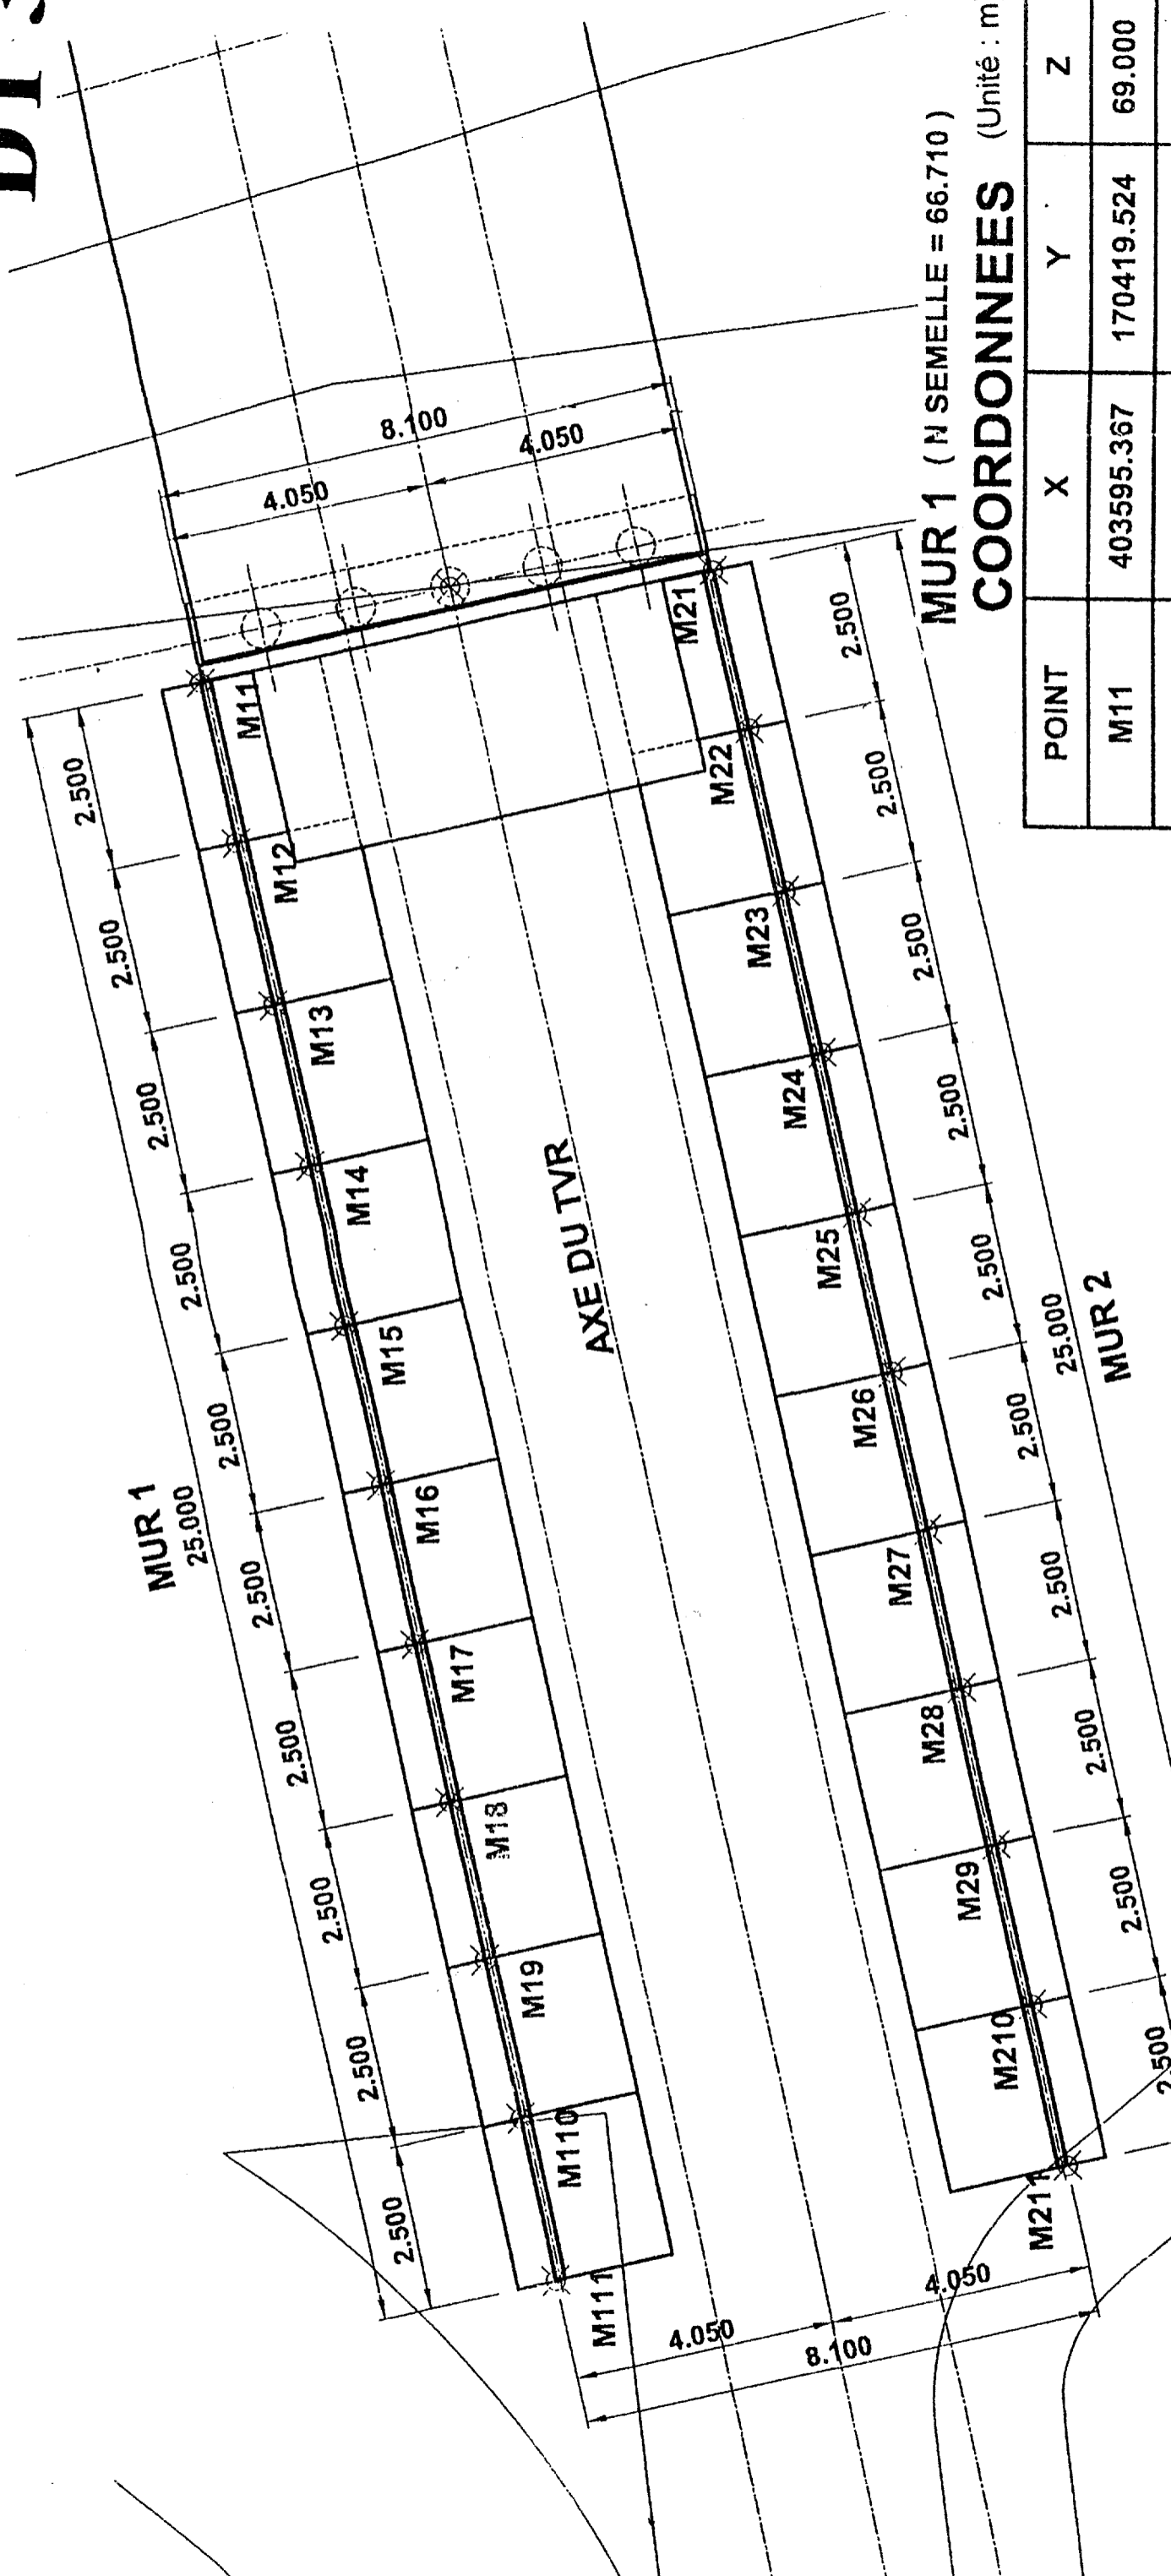 MUR 1
25.000
2.500
2.500
2.500
2.500
2.500
2.500
2.500
2.500
2.500
2.500
M11
M12
M13
M14
M15
M16
M17
M18
M19
M110
M111
8.100
4.050
4.050
AXE DU TVR
4.050
4.050
8.100
M21
M22
M23
M24
M25
M26
M27
M28
M29
M210
M211
2.500
2.500
2.500
2.500
2.500
2.500
2.500
2.500
2.500
2.500
25.000
MUR 2
MUR 1 ( N SEMELLE = 66.710 )
COORDONNEES (Unité : m
POINT X Y Z
M11 403595.367 170419.524 69.000